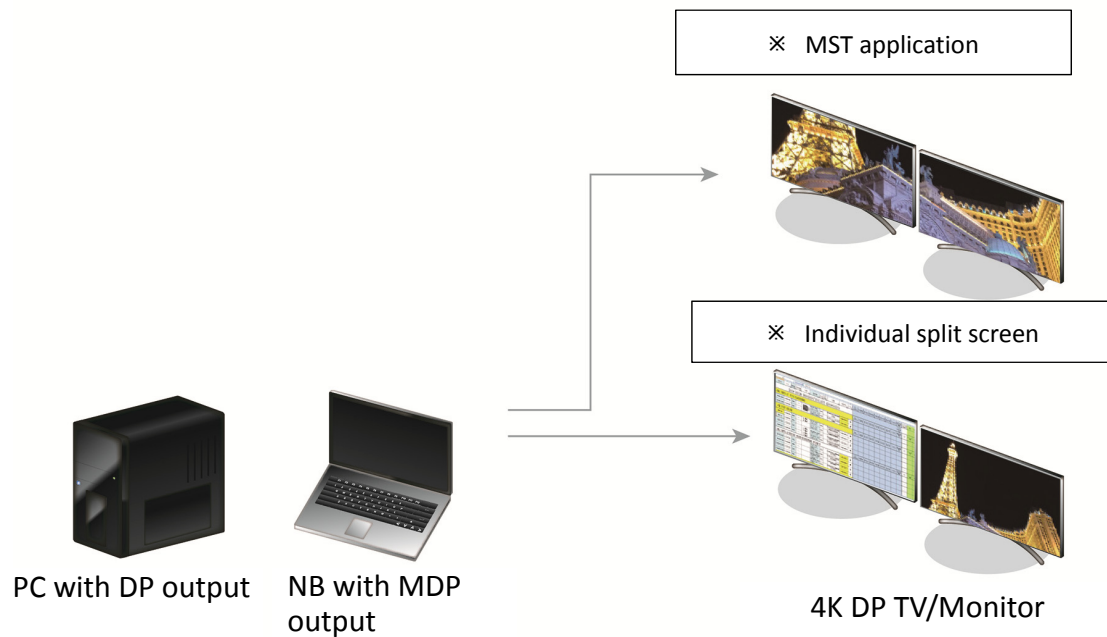 ※ MST application
※ Individual split screen
PC with DP output
NB with MDP
output
4K DP TV/Monitor